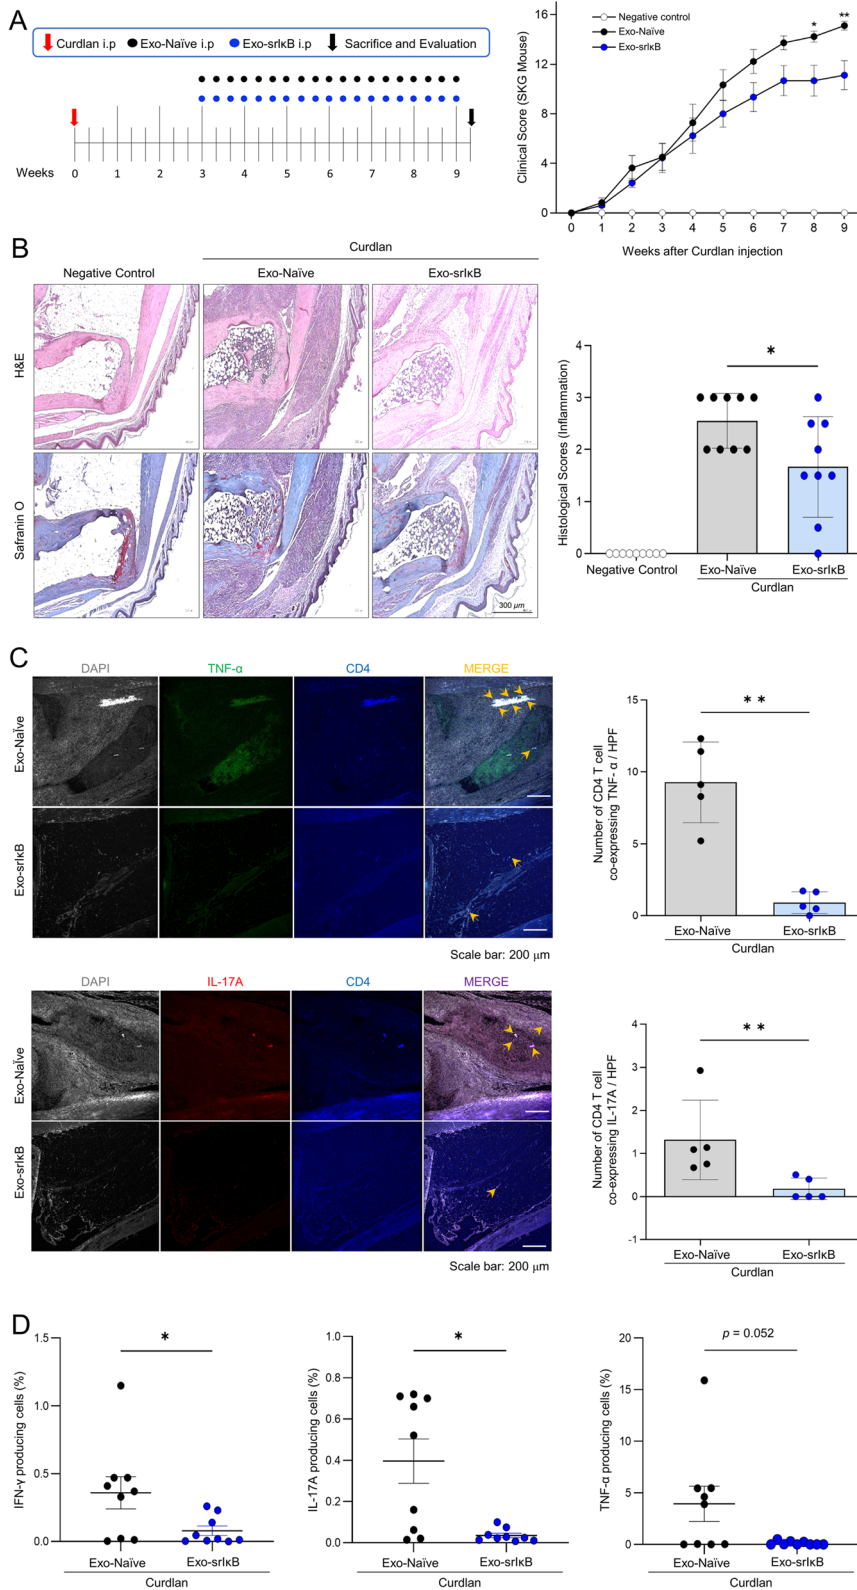 A
Curdlan i.p Exo-Naïve i.p Exo-srIκB i.p Sacrifice and Evaluation
Weeks 0 1 2 3 4 5 6 7 8 9
Clinical Score (SKG Mouse)
16
12
8
4
0
Negative control
Exo-Naïve
Exo-srIκB
* **
0 1 2 3 4 5 6 7 8 9
Weeks after Curdlan injection
B
Curdlan
Negative Control Exo-Naïve Exo-srIκB
H&E
Safranin O
300 μm
Histological Scores (Inflammation)
4
3
2
1
0
*
Negative Control Exo-Naïve Exo-srIκB
Curdlan
C
DAPI TNF-α CD4 MERGE
Exo-Naïve
Exo-srIκB
Scale bar: 200 μm
Number of CD4 T cell
co-expressing TNF- α / HPF
15
10
5
0
* *
Exo-Naïve Exo-srIκB
Curdlan
DAPI IL-17A CD4 MERGE
Exo-Naïve
Exo-srIκB
Scale bar: 200 μm
Number of CD4 T cell
co-expressing IL-17A / HPF
4
3
2
1
0
-1
* *
Exo-Naïve Exo-srIκB
Curdlan
D
IFN-γ producing cells (%)
1.5
1.0
0.5
0.0
*
Exo-Naïve Exo-srIκB
Curdlan
IL-17A producing cells (%)
1.0
0.8
0.6
0.4
0.2
0.0
*
Exo-Naïve Exo-srIκB
Curdlan
TNF-α producing cells (%)
20
15
10
5
0
p = 0.052
Exo-Naïve Exo-srIκB
Curdlan